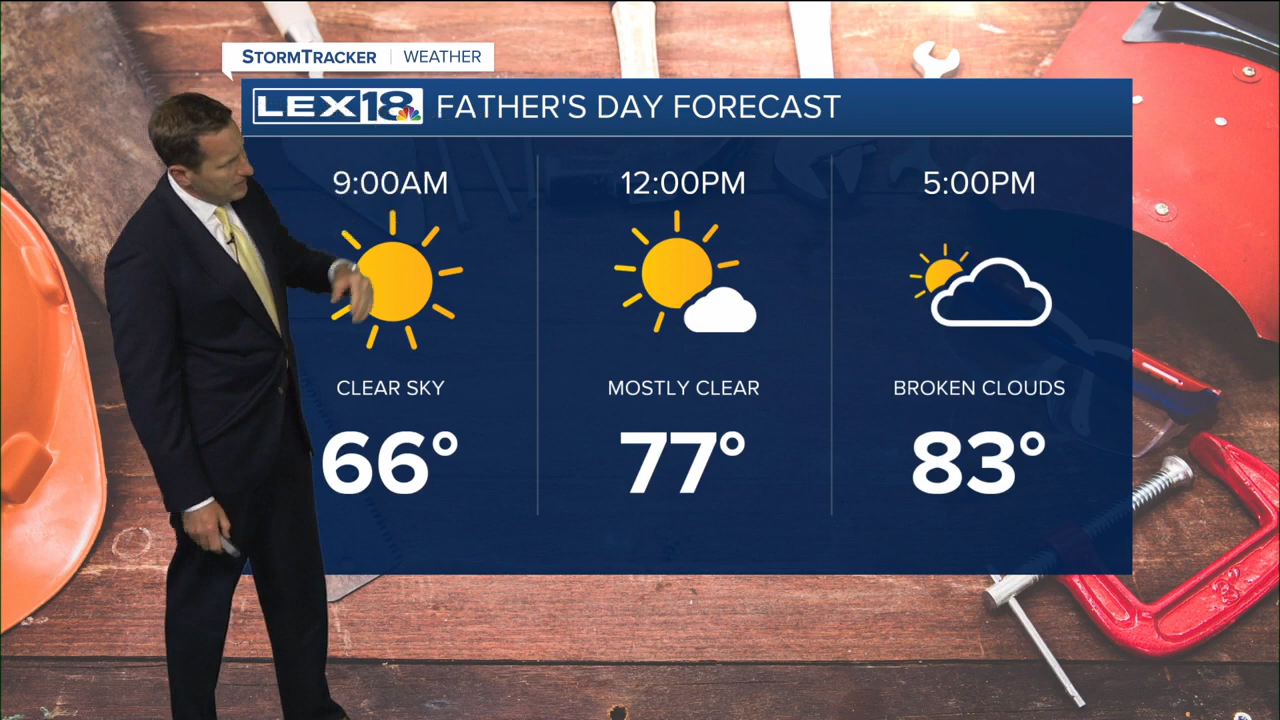 STORMTRACKER | WEATHER
LEX18 FATHER'S DAY FORECAST
9:00AM
12:00PM
5:00PM
CLEAR SKY
MOSTLY CLEAR
BROKEN CLOUDS
66°
77°
83°